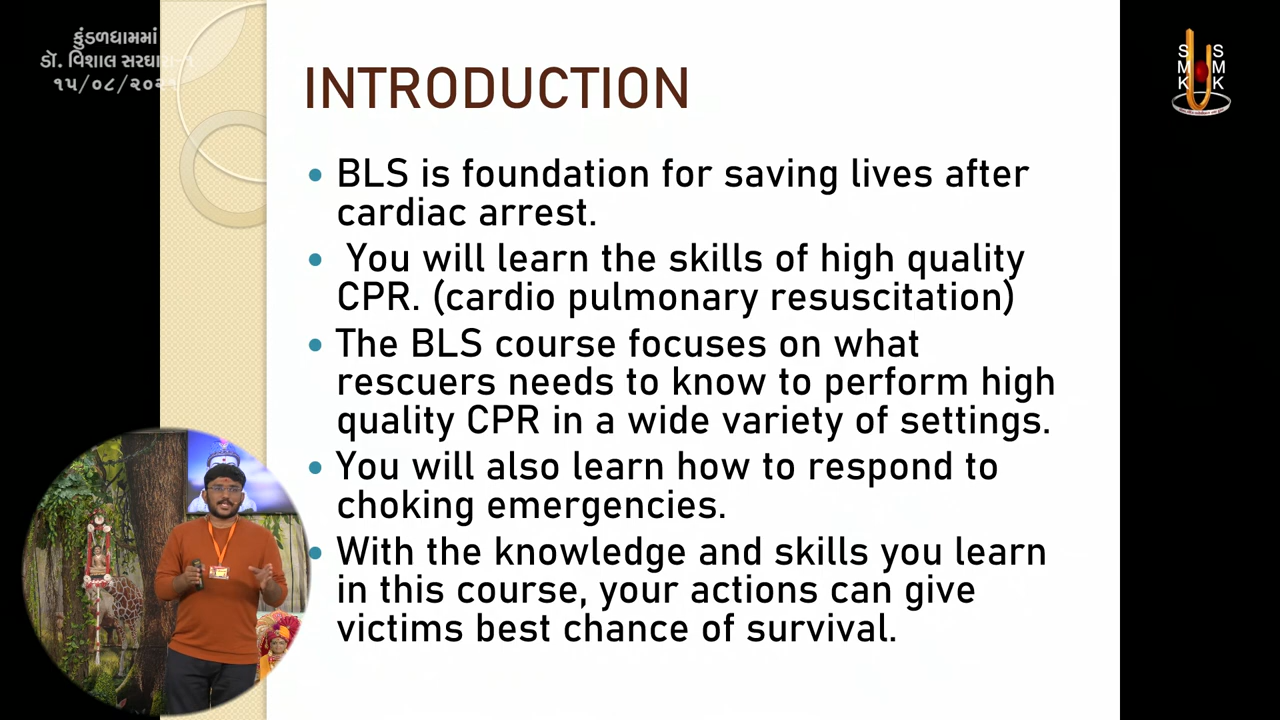 કુંડળધામમાં
ડૉ. વિશાલ
૧૫/૦૮/૨૦૨૧
S S
M M
K K
INTRODUCTION
• BLS is foundation for saving lives after
cardiac arrest.
• You will learn the skills of high quality
CPR. (cardio pulmonary resuscitation)
• The BLS course focuses on what
rescuers needs to know to perform high
quality CPR in a wide variety of settings.
• You will also learn how to respond to
choking emergencies.
• With the knowledge and skills you learn
in this course, your actions can give
victims best chance of survival.